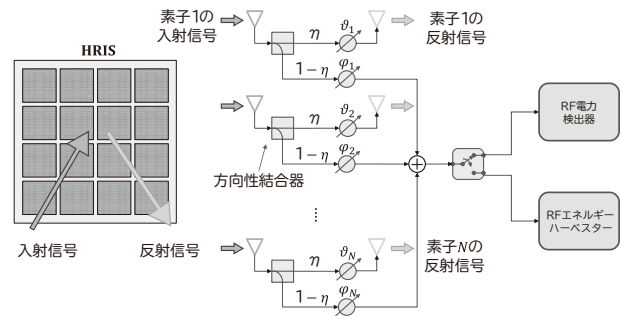 HRIS
入射信号
反射信号
素子1の
入射信号
η
ϑ1
1−η
φ1
素子1の
反射信号
η
ϑ2
1−η
φ2
方向性結合器
η
ϑN
1−η
φN
素子Nの
反射信号
RF電力
検出器
RFエネルギー
ハーベスター